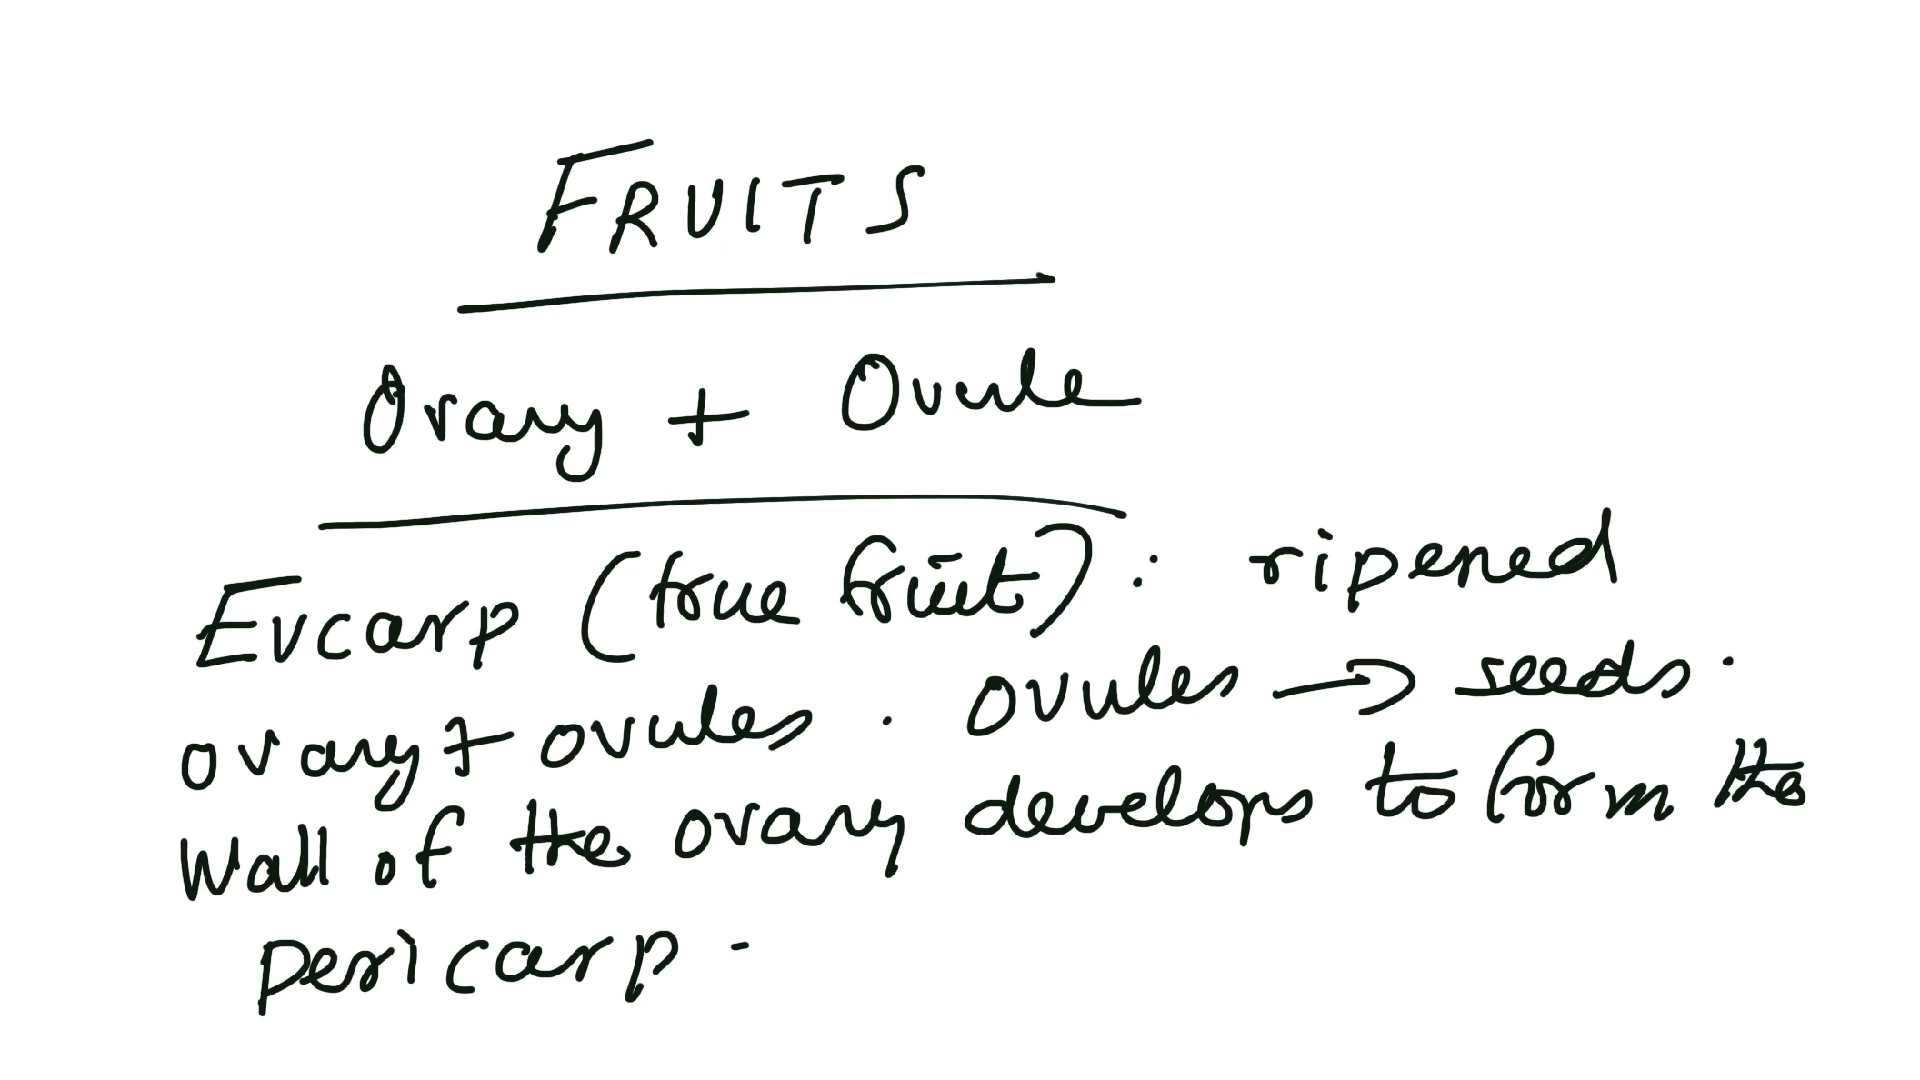 FRUITS
Ovary + Ovule
Evcarp (true fruit): ripened
ovary + ovules. ovules → seeds.
Wall of the ovary develops to form the
pericarp.